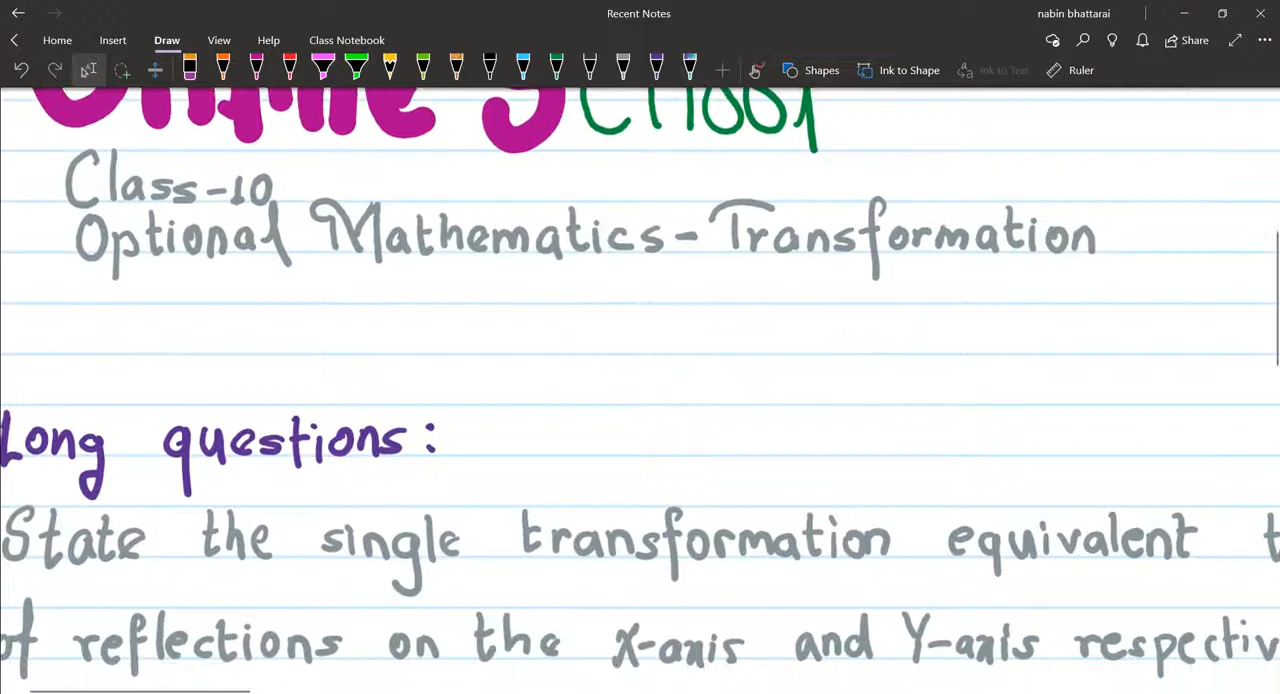 Recent Notes
nabin bhattarai
Home Insert Draw View Help Class Notebook
Share
Shapes Ink to Shape Ink to Text Ruler
Class-10
Optional Mathematics-Transformation
Long questions:
State the single transformation equivalent t
of reflections on the X-axis and Y-axis respectiv